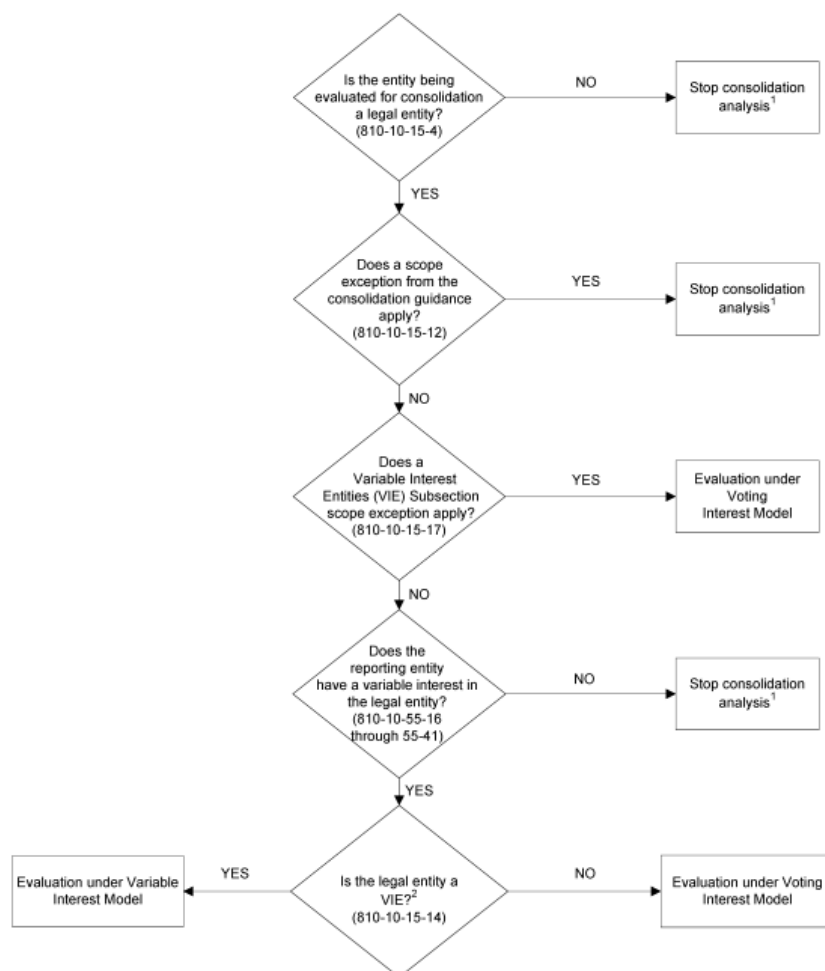 Is the entity being
evaluated for consolidation
a legal entity?
(810-10-15-4)
NO
Stop consolidation
analysis1
YES
Does a scope
exception from the
consolidation guidance
apply?
(810-10-15-12)
YES
Stop consolidation
analysis1
NO
Does a
Variable Interest
Entities (VIE) Subsection
scope exception apply?
(810-10-15-17)
YES
Evaluation under
Voting
Interest Model
NO
Does the
reporting entity
have a variable interest in
the legal entity?
(810-10-55-16
through 55-41)
NO
Stop consolidation
analysis1
YES
Is the legal entity a
VIE?2
(810-10-15-14)
YES
Evaluation under Variable
Interest Model
NO
Evaluation under Voting
Interest Model